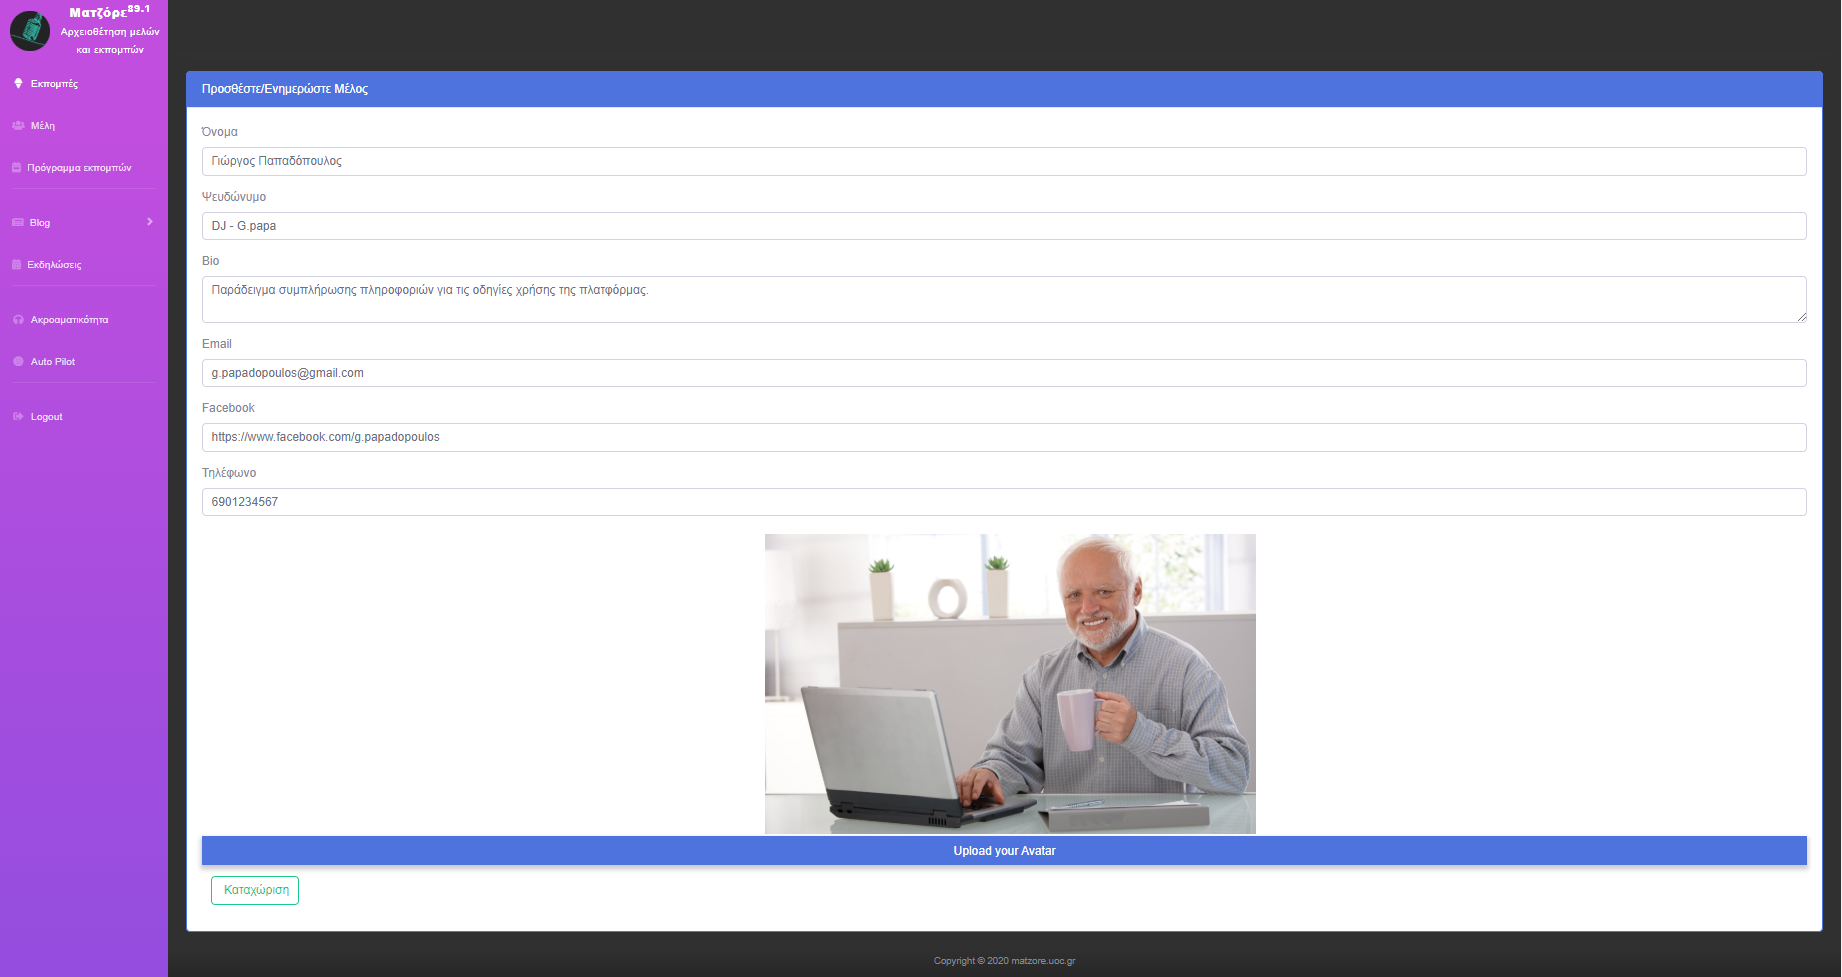 Ματζόρε89.1
Αρχειοθέτηση μελών
και εκπομπών
Εκπομπές
Μέλη
Πρόγραμμα εκπομπών
Blog
Εκδηλώσεις
Ακροαματικότητα
Auto Pilot
Logout
Προσθέστε/Ενημερώστε Μέλος
Όνομα
Γιώργος Παπαδόπουλος
Ψευδώνυμο
DJ - G.papa
Bio
Παράδειγμα συμπλήρωσης πληροφοριών για τις οδηγίες χρήσης της πλατφόρμας.
Email
g.papadopoulos@gmail.com
Facebook
https://www.facebook.com/g.papadopoulos
Τηλέφωνο
6901234567
Upload your Avatar
Καταχώριση
Copyright © 2020 matzore.uoc.gr